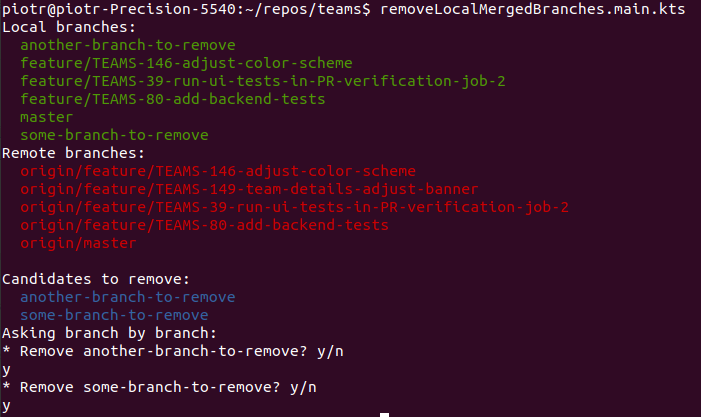 piotr@piotr-Precision-5540:~/repos/teams$ removeLocalMergedBranches.main.kts
Local branches:
another-branch-to-remove
feature/TEAMS-146-adjust-color-scheme
feature/TEAMS-39-run-ui-tests-in-PR-verification-job-2
feature/TEAMS-80-add-backend-tests
master
some-branch-to-remove
Remote branches:
origin/feature/TEAMS-146-adjust-color-scheme
origin/feature/TEAMS-149-team-details-adjust-banner
origin/feature/TEAMS-39-run-ui-tests-in-PR-verification-job-2
origin/feature/TEAMS-80-add-backend-tests
origin/master
Candidates to remove:
another-branch-to-remove
some-branch-to-remove
Asking branch by branch:
* Remove another-branch-to-remove? y/n
y
* Remove some-branch-to-remove? y/n
y